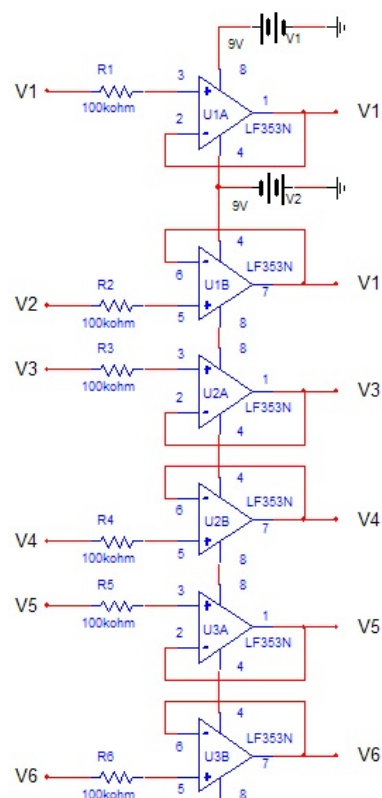 9V V1
8
R1
V1 3 1 V1
100kohm U1A
2 LF353N
4
9V V2
4
LF353N
6 U1B V1
R2 7
V2 5
100kohm
8
R3 8
V3 3 1 V3
100kohm U2A
2 LF353N
4
4
LF353N
6 U2B V4
R4 7
V4 5
100kohm
8
R5 8
V5 3 1 V5
100kohm U3A
2 LF353N
4
4
LF353N
6 U3B V6
R6 7
V6 5
100kohm 8